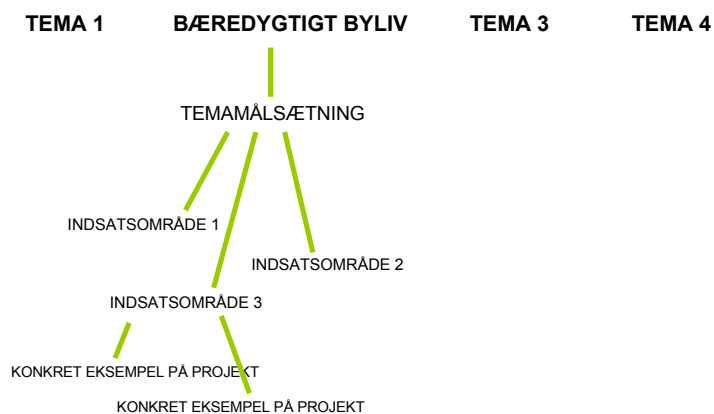 TEMA 1 BÆREDYGTIGT BYLIV TEMA 3 TEMA 4
TEMAMÅLSÆTNING
INDSATSOMRÅDE 1
INDSATSOMRÅDE 2
INDSATSOMRÅDE 3
KONKRET EKSEMPEL PÅ PROJEKT
KONKRET EKSEMPEL PÅ PROJEKT